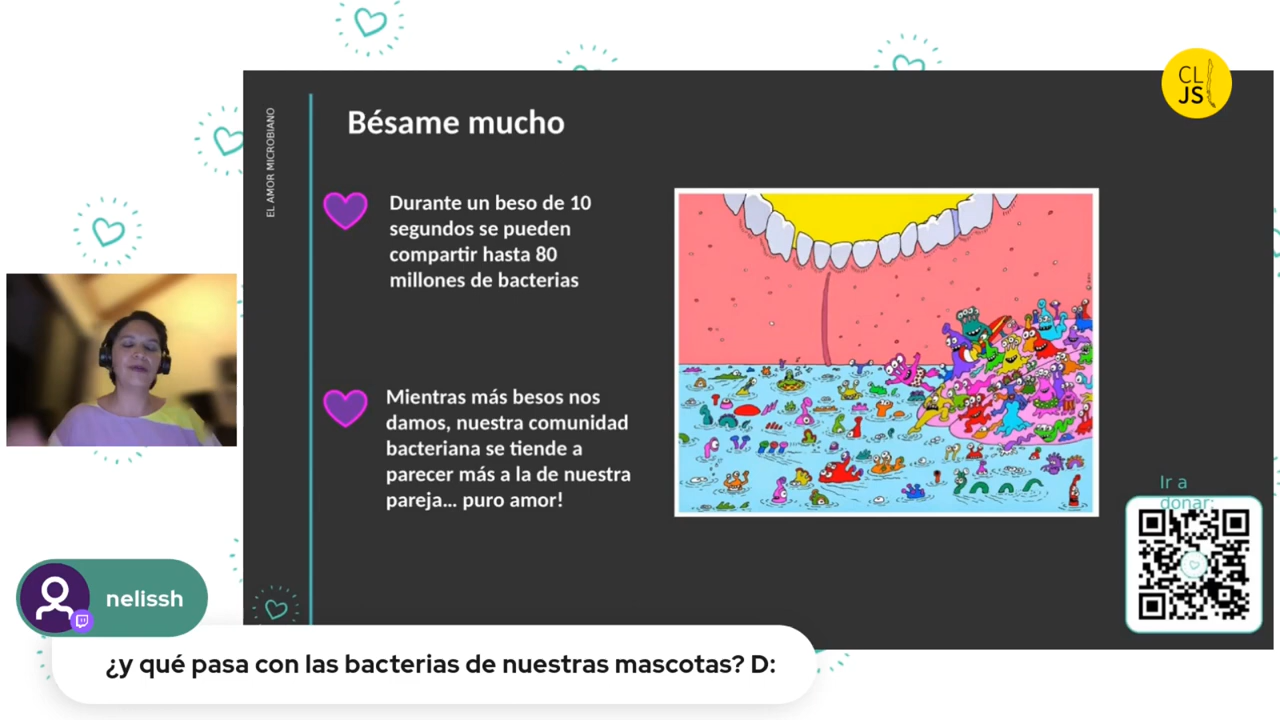 CL
JS
EL AMOR MICROBIANO
Bésame mucho
Durante un beso de 10
segundos se pueden
compartir hasta 80
millones de bacterias
Mientras más besos nos
damos, nuestra comunidad
bacteriana se tiende a
parecer más a la de nuestra
pareja... puro amor!
Ir a
donar:
nelissh
¿y qué pasa con las bacterias de nuestras mascotas? D: